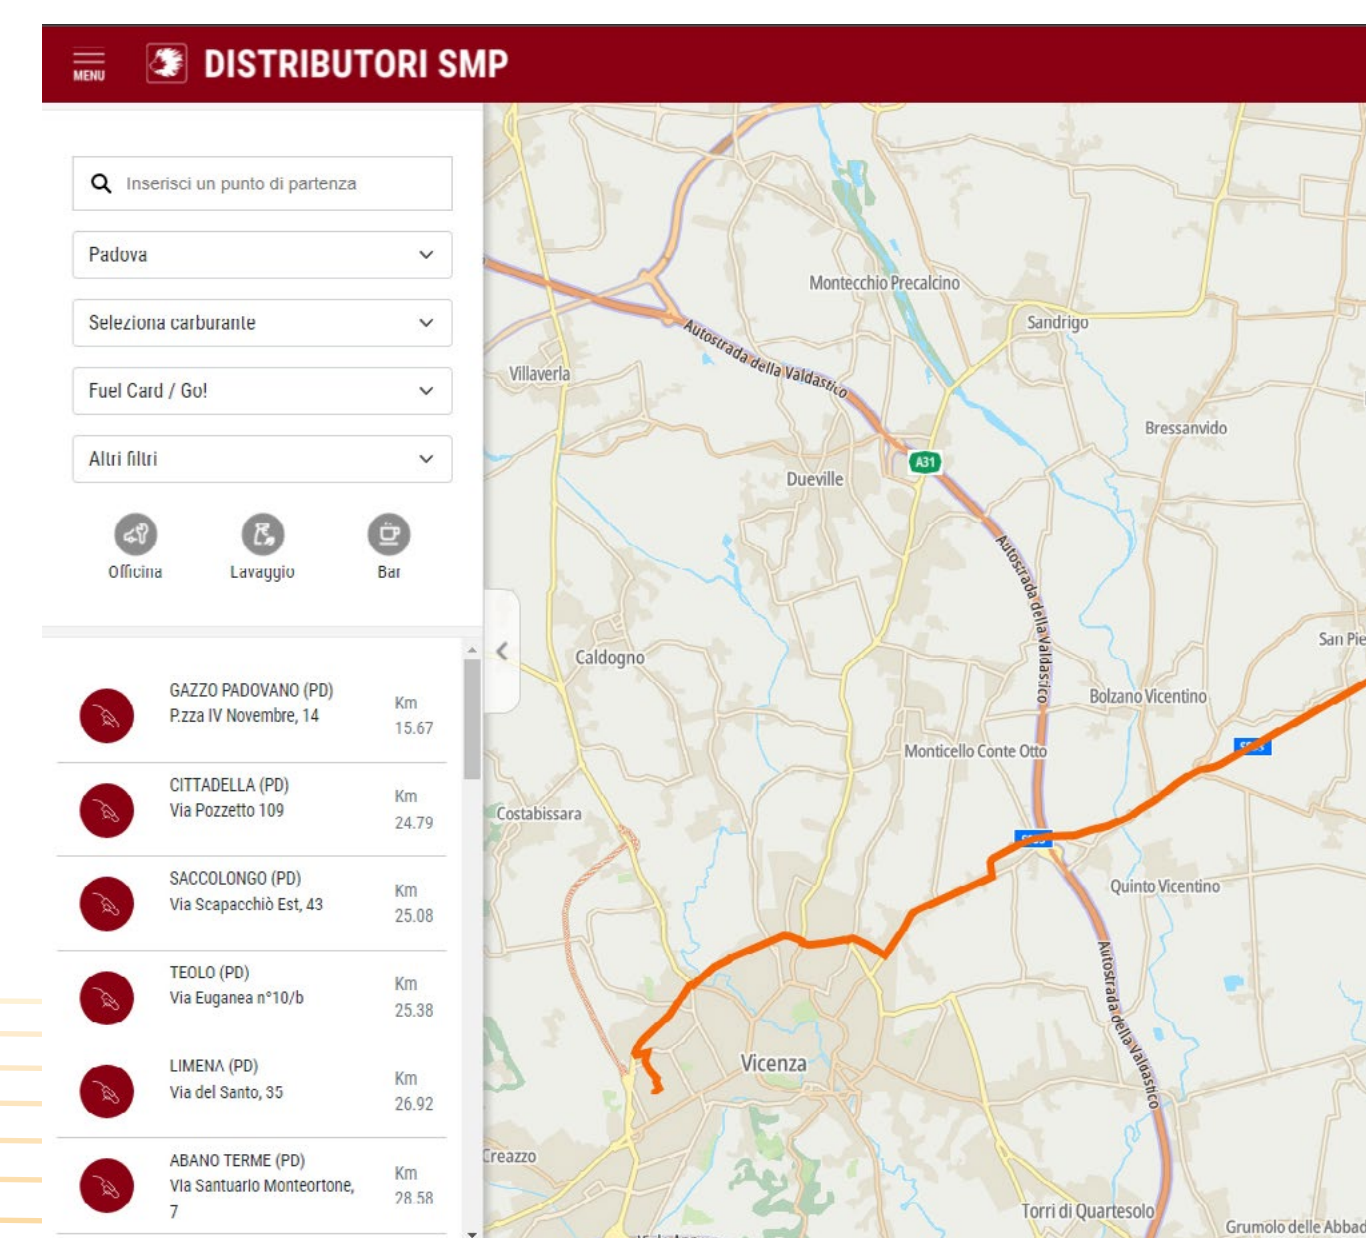 MENU
DISTRIBUTORI SMP
Inserisci un punto di partenza
Padova
Seleziona carburante
Fuel Card / Go!
Altri filtri
Officina
Lavaggio
Bar
GAZZO PADOVANO (PD)
P.zza IV Novembre, 14
Km
15.67
CITTADELLA (PD)
Via Pozzetto 109
Km
24.79
SACCOLONGO (PD)
Via Scapacchiò Est, 43
Km
25.08
TEOLO (PD)
Via Euganea n°10/b
Km
25.38
LIMENA (PD)
Via del Santo, 35
Km
26.92
ABANO TERME (PD)
Via Santuario Monteortone,
7
Km
28.58
Montecchio Precalcino
Sandrigo
Autostrada della Valdastico
Villaverla
Bressanvido
A31
Dueville
Autostrada della Valdastico
San Pie
Caldogno
Bolzano Vicentino
Monticello Conte Otto
Costabissara
Quinto Vicentino
Autostrada della Valdastico
Vicenza
Creazzo
Torri di Quartesolo
Grumolo delle Abbad